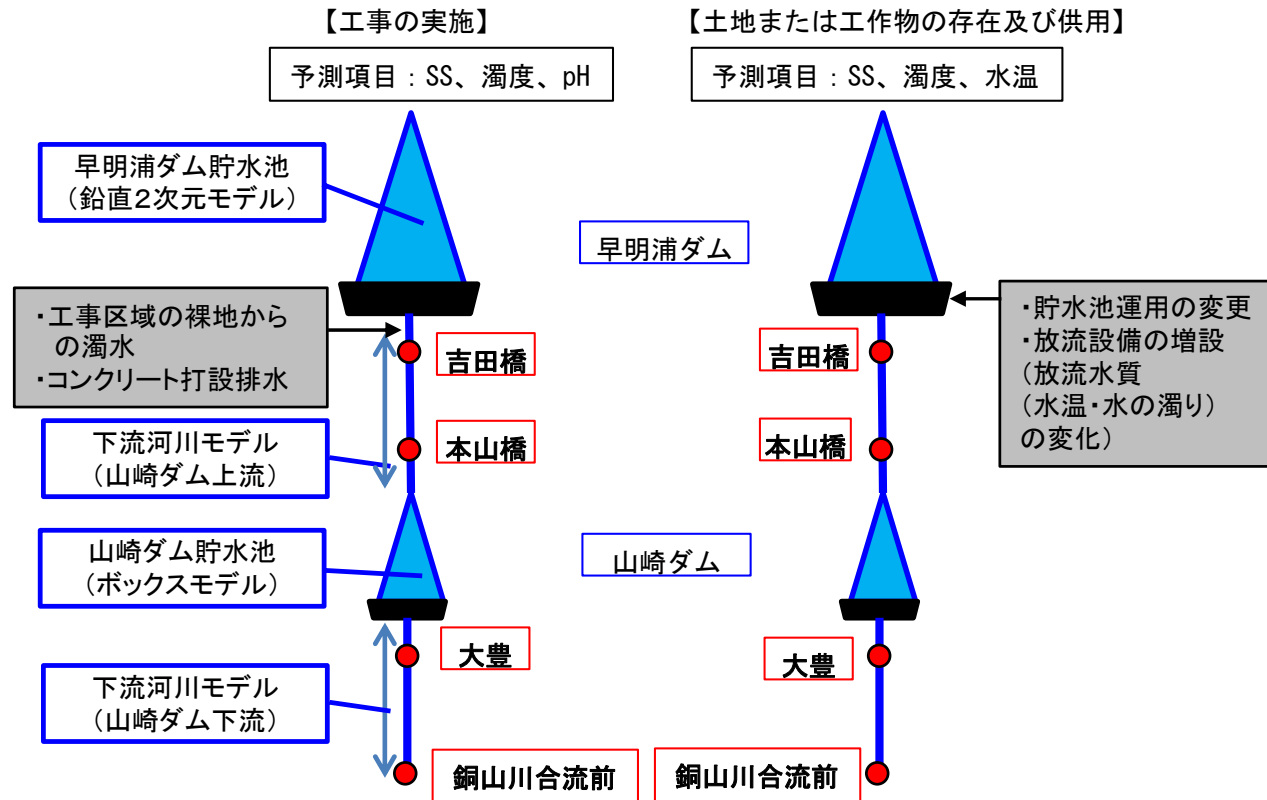 【工事の実施】
【土地または工作物の存在及び供用】
予測項目：SS、濁度、pH
予測項目：SS、濁度、水温
早明浦ダム貯水池
（鉛直２次元モデル）
早明浦ダム
・工事区域の裸地から
の濁水
・コンクリート打設排水
・貯水池運用の変更
・放流設備の増設
（放流水質
（水温・水の濁り）
の変化）
吉田橋
吉田橋
本山橋
本山橋
下流河川モデル
（山崎ダム上流）
山崎ダム貯水池
（ボックスモデル）
山崎ダム
大豊
大豊
下流河川モデル
（山崎ダム下流）
銅山川合流前
銅山川合流前